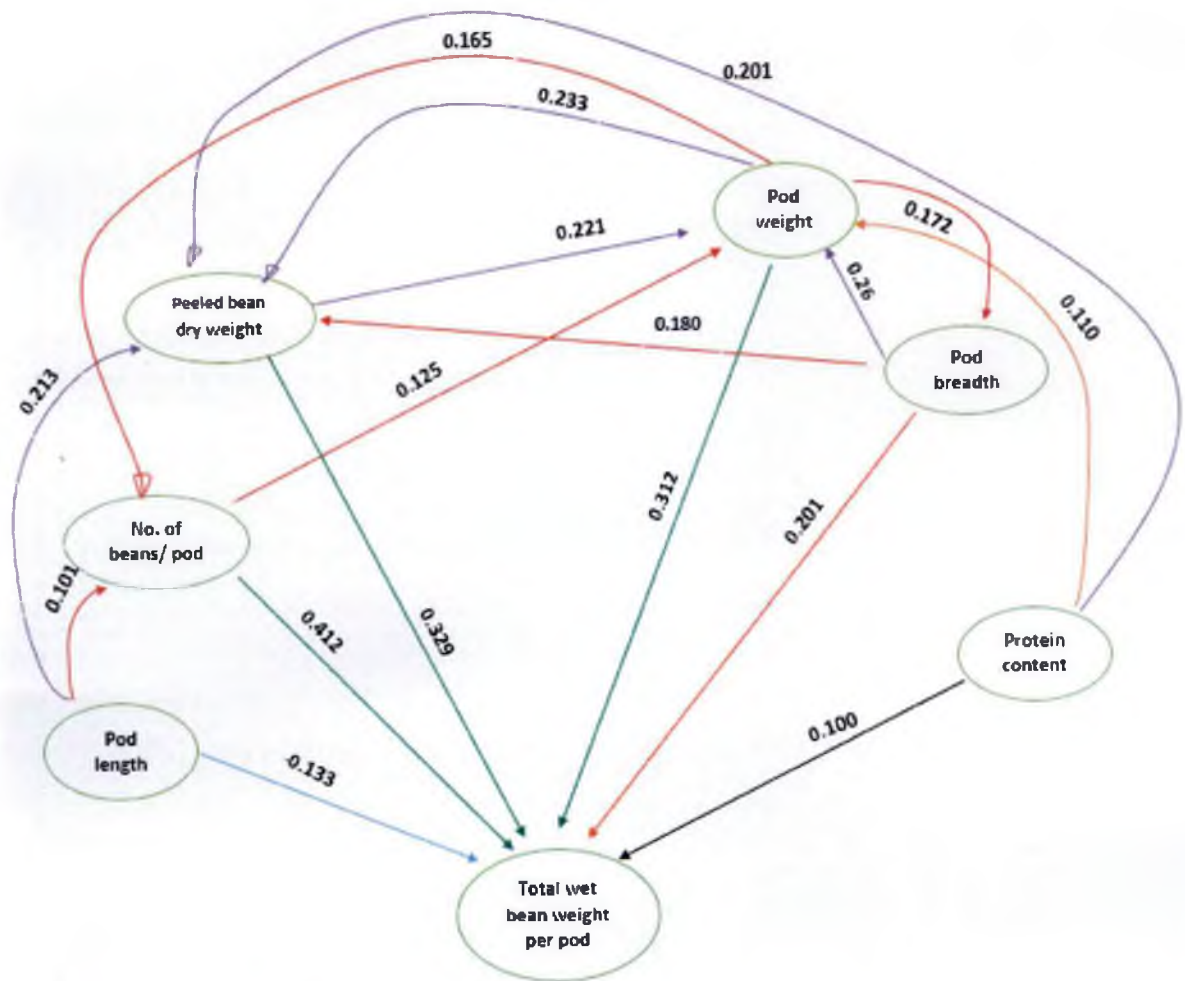 0.165
0.201
0.233
Pod
weight
0.172
0.221
0.26
Peeled bean
dry weight
0.180
0.110
Pod
breadth
0.125
0.213
0.312
0.201
No. of
beans/ pod
0.101
0.412
0.329
Protein
content
Pod
length
0.133
0.100
Total wet
bean weight
per pod